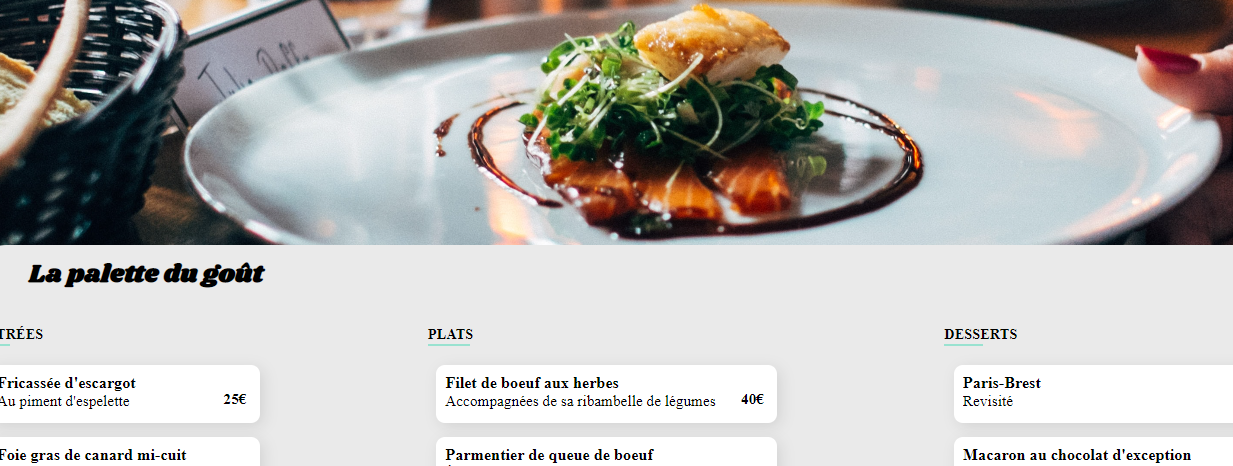 La palette du goût
TRÉES
Fricassée d'escargot
Au piment d'espelette
25€
Foie gras de canard mi-cuit
PLATS
Filet de boeuf aux herbes
Accompagnées de sa ribambelle de légumes
40€
Parmentier de queue de boeuf
DESSERTS
Paris-Brest
Revisité
Macaron au chocolat d'exception